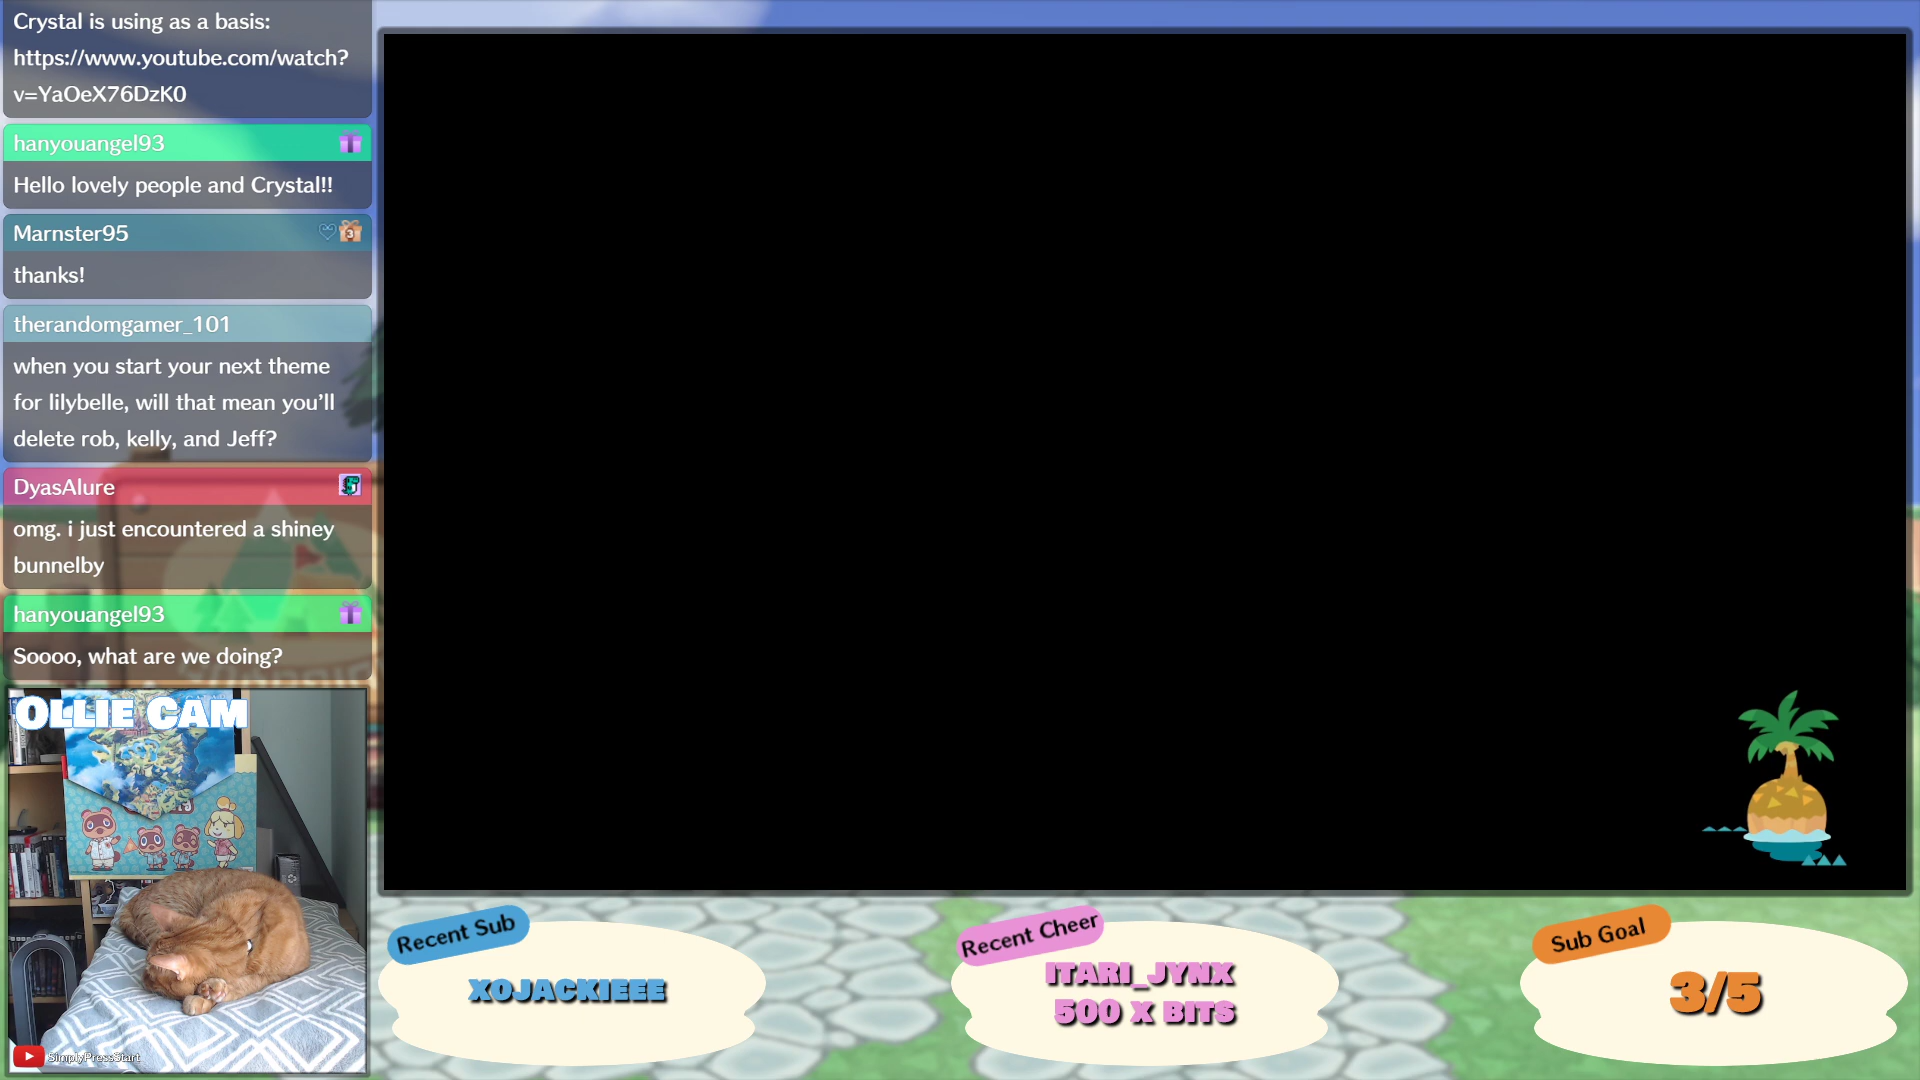 Crystal is using as a basis:
https://www.youtube.com/watch?
v=YaOeX76DzK0
hanyouangel93
Hello lovely people and Crystal!!
Marnster95
3
thanks!
therandomgamer_101
when you start your next theme
for lilybelle, will that mean you'll
delete rob, kelly, and Jeff?
DyasAlure
omg. i just encountered a shiney
bunnelby
hanyouangel93
Soooo, what are we doing?
OLLIE CAM
SimplyPressStart
Recent Sub
XOJACKIEEE
Recent Cheer
ITARI_JYNX
500 X BITS
Sub Goal
3/5